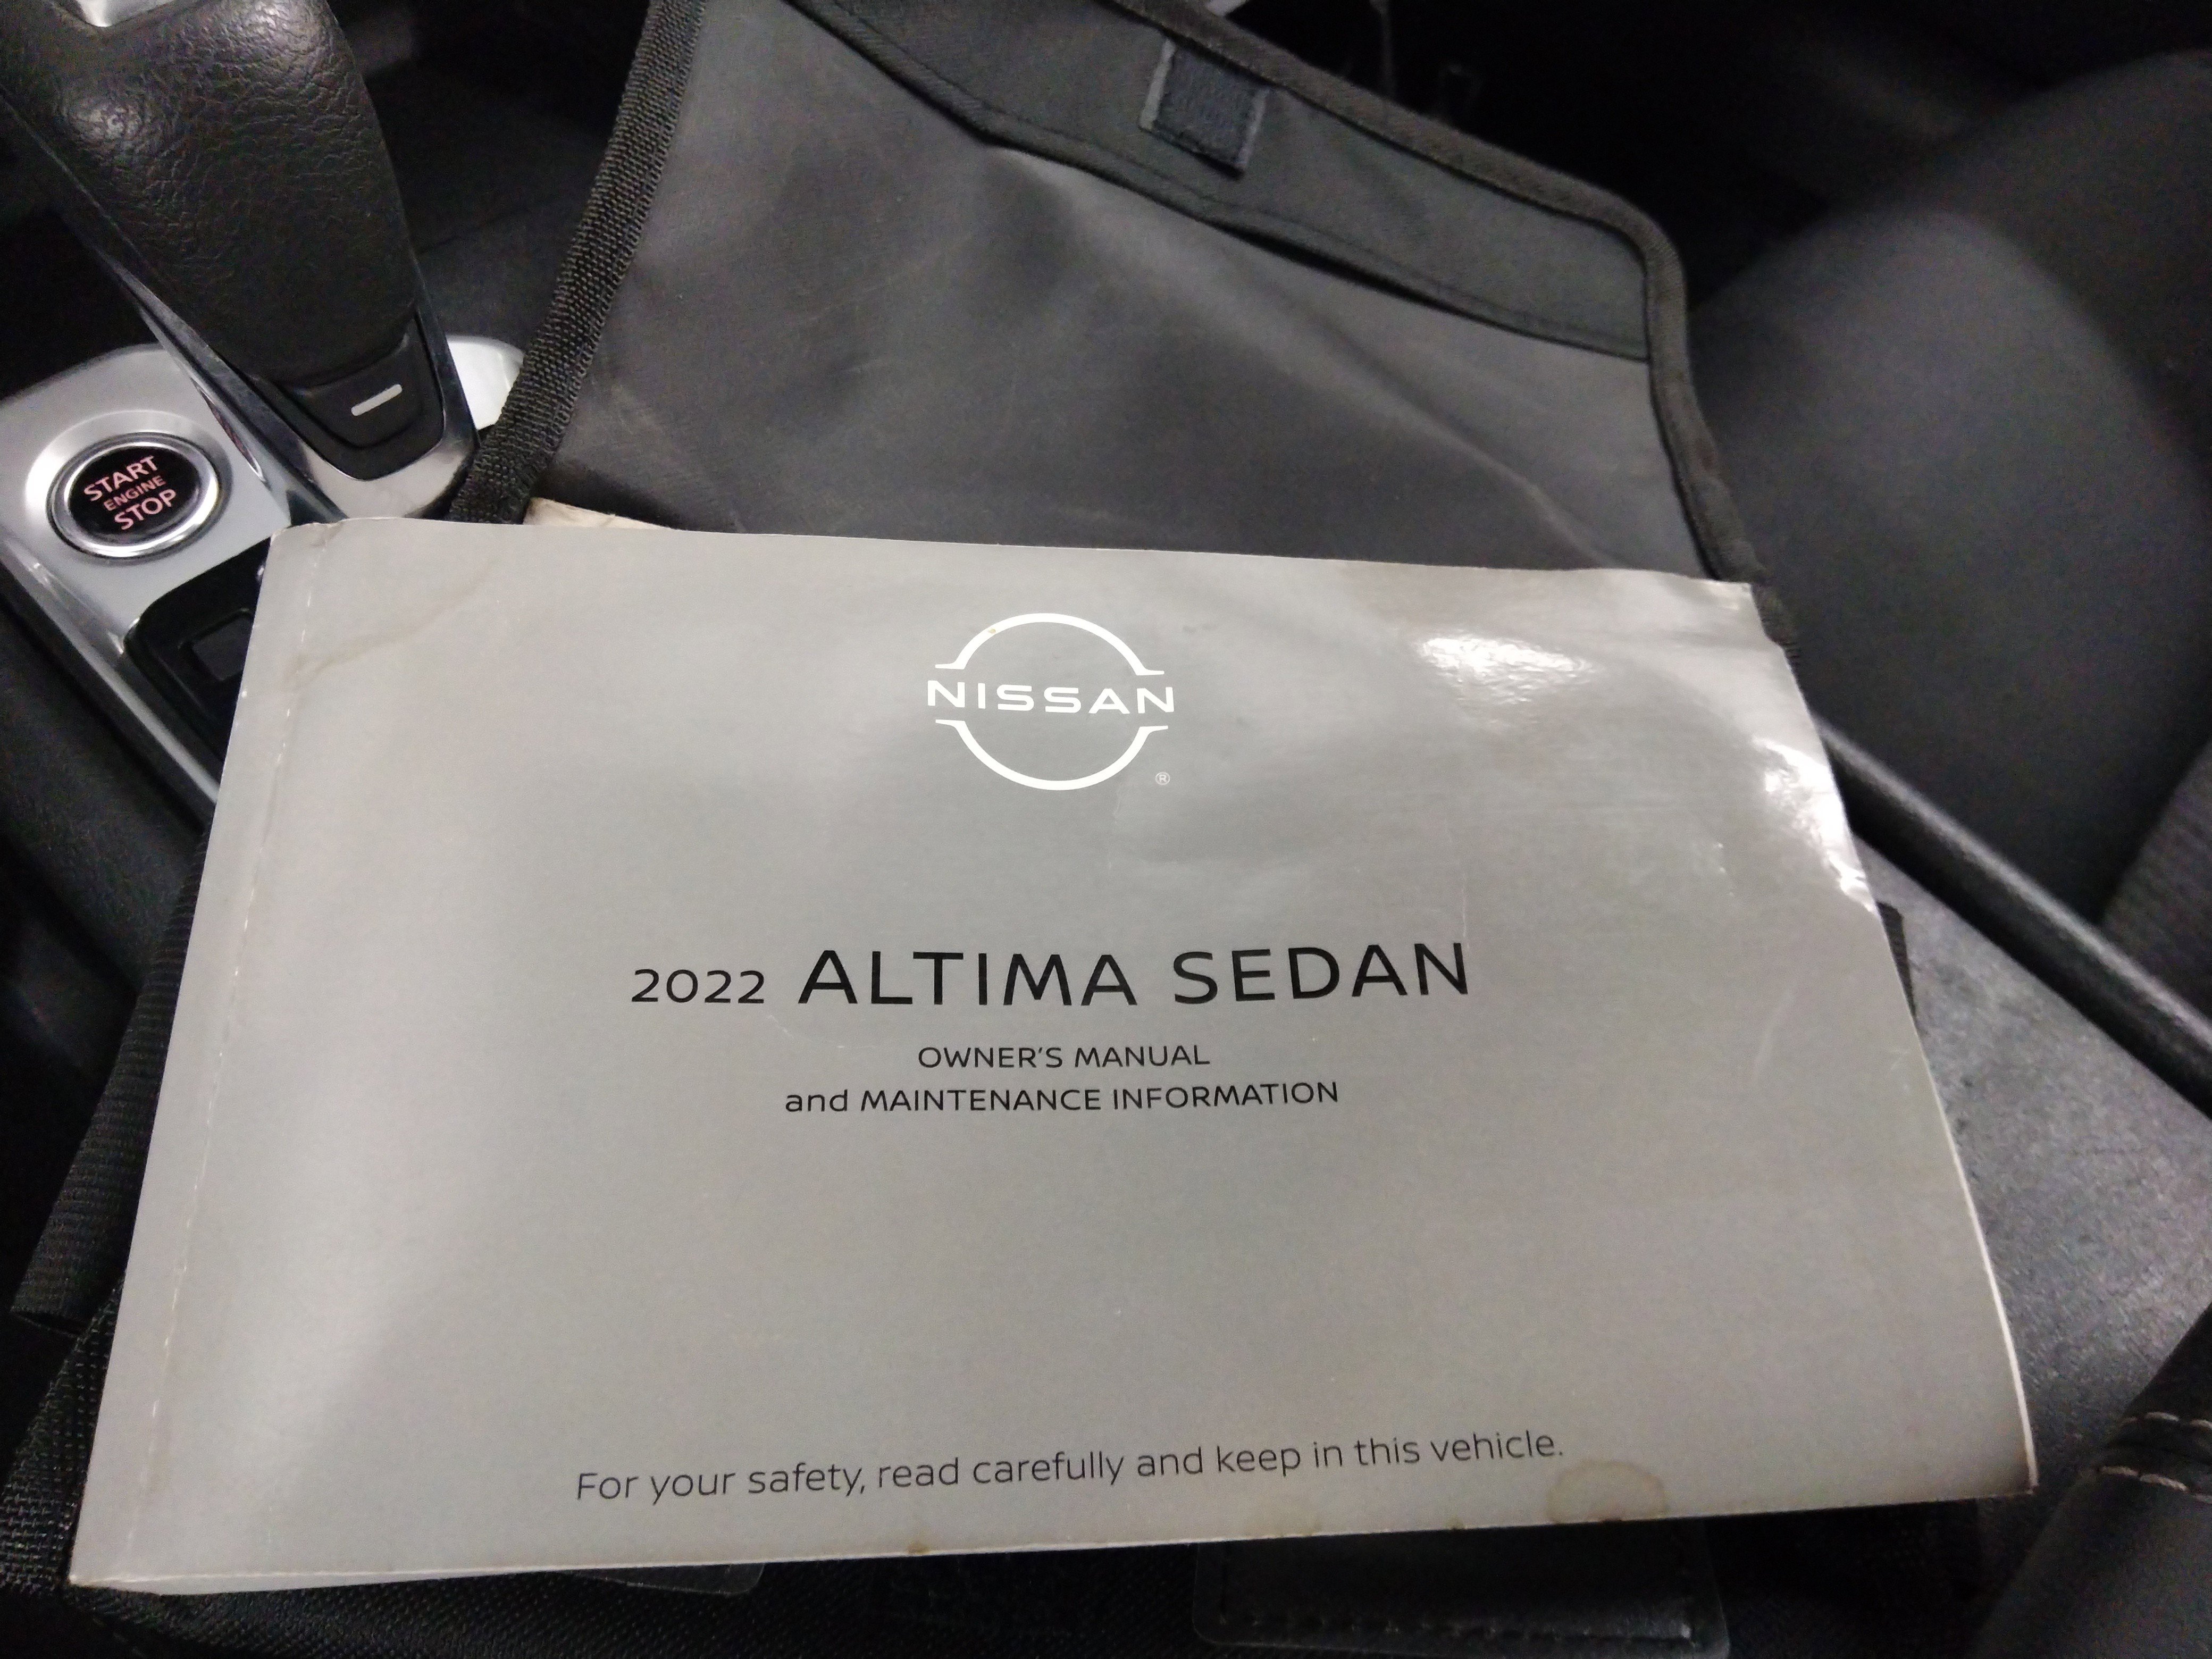 START
ENGINE
STOP
NISSAN
®
2022 ALTIMA SEDAN
OWNER'S MANUAL
and MAINTENANCE INFORMATION
For your safety, read carefully and keep in this vehicle.